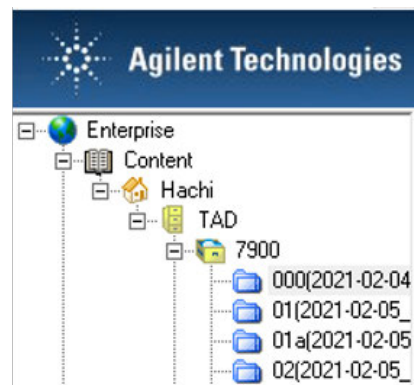 Agilent Technologies
Enterprise
Content
Hachi
TAD
7900
000(2021-02-04
01(2021-02-05_
01a(2021-02-05
02(2021-02-05_